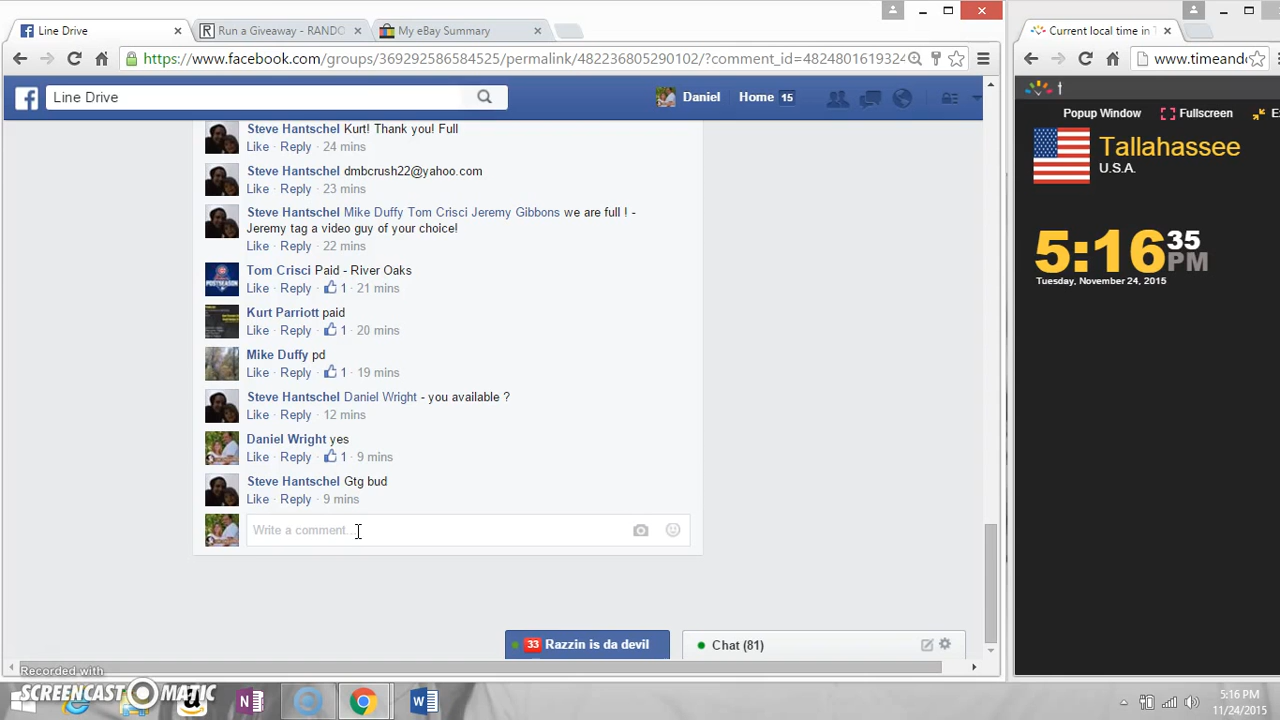 Line Drive
Run a Giveaway - RAND
My eBay Summary
Current local time in
https://www.facebook.com/groups/369292586584525/permalink/482236805290102/?comment_id=4824801619324
www.timeand
Line Drive
Daniel
Home 15
Popup Window
Fullscreen
Tallahassee
U.S.A.
5:16 35 PM
Tuesday, November 24, 2015
Steve Hantschel Kurt! Thank you! Full
Like · Reply · 24 mins
Steve Hantschel dmbcrush22@yahoo.com
Like · Reply · 23 mins
Steve Hantschel Mike Duffy Tom Crisci Jeremy Gibbons we are full ! -
Jeremy tag a video guy of your choice!
Like · Reply · 22 mins
Tom Crisci Paid - River Oaks
Like · Reply · 1 · 21 mins
Kurt Parriott paid
Like · Reply · 1 · 20 mins
Mike Duffy pd
Like · Reply · 1 · 19 mins
Steve Hantschel Daniel Wright - you available ?
Like · Reply · 12 mins
Daniel Wright yes
Like · Reply · 1 · 9 mins
Steve Hantschel Gtg bud
Like · Reply · 9 mins
Write a comment...
33 Razzin is da devil
Chat (81)
Recorded with
SCREENCAST-O-MATIC
5:16 PM
11/24/2015